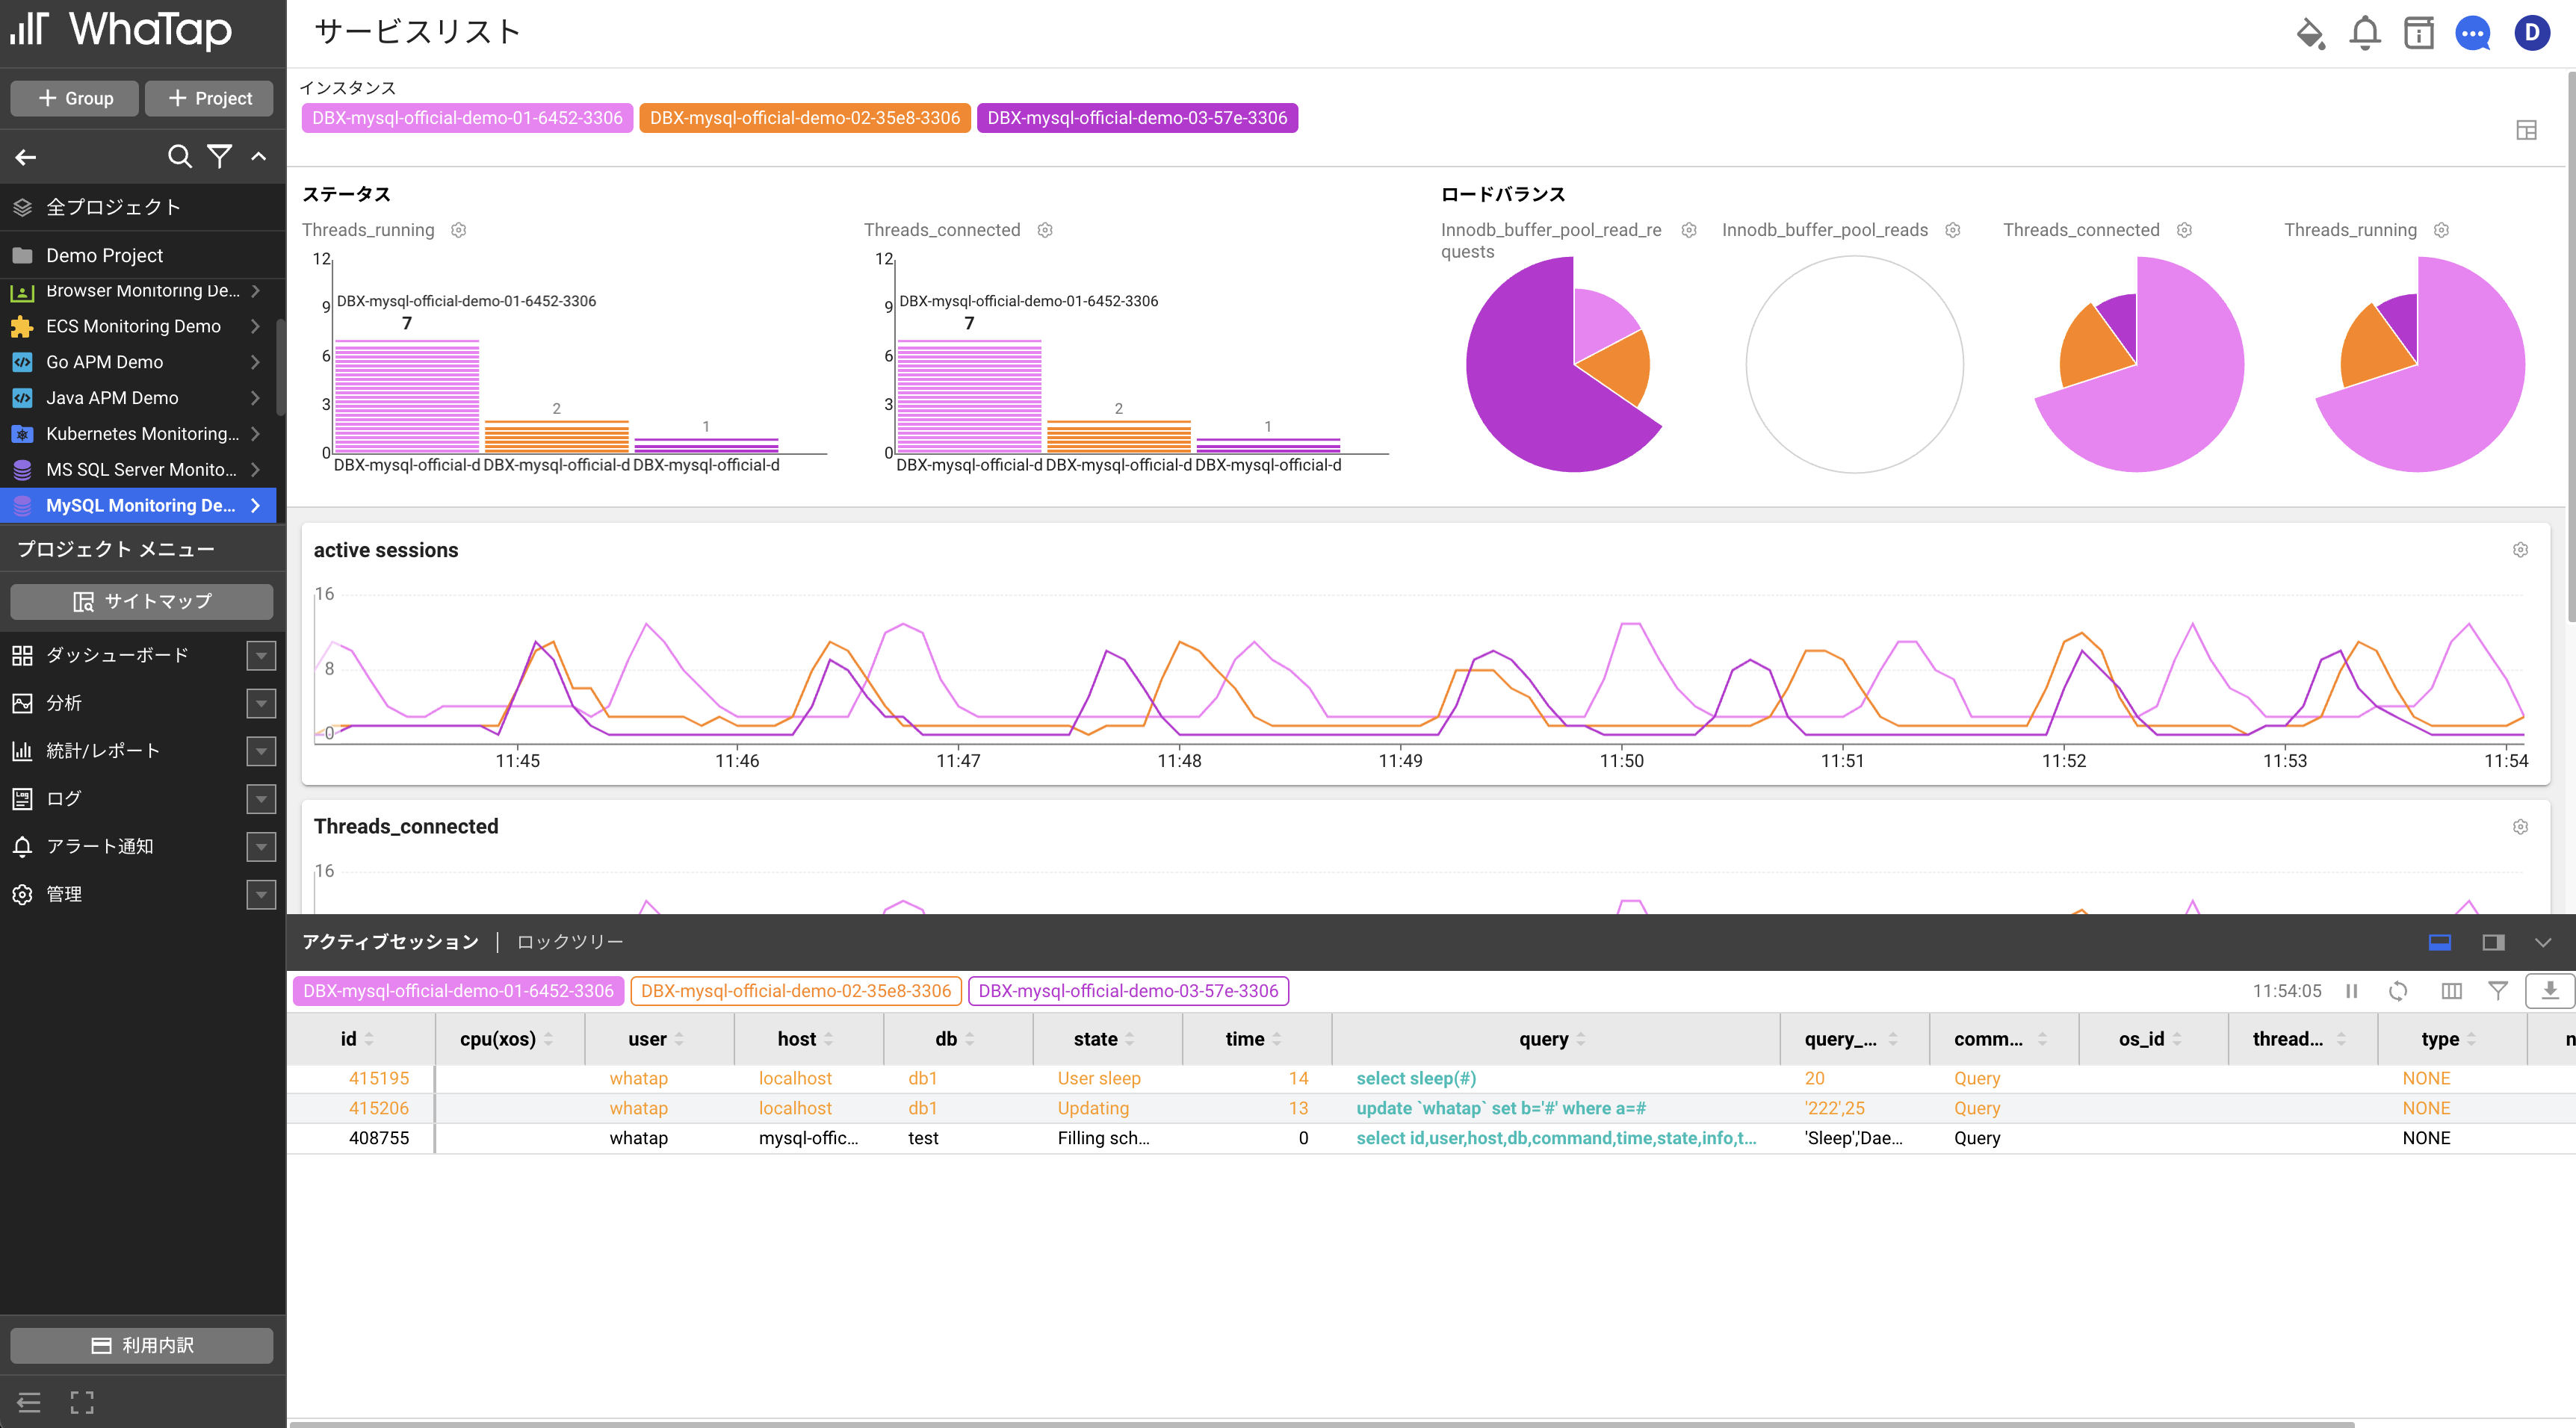 WhaTap
サービスリスト
D
Group
Project
全プロジェクト
Demo Project
Browser Monitoring De...
ECS Monitoring Demo
Go APM Demo
Java APM Demo
Kubernetes Monitoring...
MS SQL Server Monito...
MySQL Monitoring De...
プロジェクト メニュー
サイトマップ
ダッシューボード
分析
統計/レポート
ログ
アラート通知
管理
利用内訳
インスタンス
DBX-mysql-official-demo-01-6452-3306
DBX-mysql-official-demo-02-35e8-3306
DBX-mysql-official-demo-03-57e-3306
ステータス
Threads_running
12
9
6
3
0
DBX-mysql-official-demo-01-6452-3306
7
2
1
DBX-mysql-official-d DBX-mysql-official-d DBX-mysql-official-d
Threads_connected
12
9
6
3
0
DBX-mysql-official-demo-01-6452-3306
7
2
1
DBX-mysql-official-d DBX-mysql-official-d DBX-mysql-official-d
ロードバランス
Innodb_buffer_pool_read_re
quests
Innodb_buffer_pool_reads
Threads_connected
Threads_running
active sessions
16
8
0
11:45 11:46 11:47 11:48 11:49 11:50 11:51 11:52 11:53 11:54
Threads_connected
16
アクティブセッション | ロックツリー
DBX-mysql-official-demo-01-6452-3306
DBX-mysql-official-demo-02-35e8-3306
DBX-mysql-official-demo-03-57e-3306
11:54:05
id cpu(xos) user host db state time query query_... comm... os_id thread... type n
415195 whatap localhost db1 User sleep 14 select sleep(#) 20 Query NONE
415206 whatap localhost db1 Updating 13 update `whatap` set b='#' where a=# '222',25 Query NONE
408755 whatap mysql-offic... test Filling sch... 0 select id,user,host,db,command,time,state,info,t... 'Sleep','Dae... Query NONE